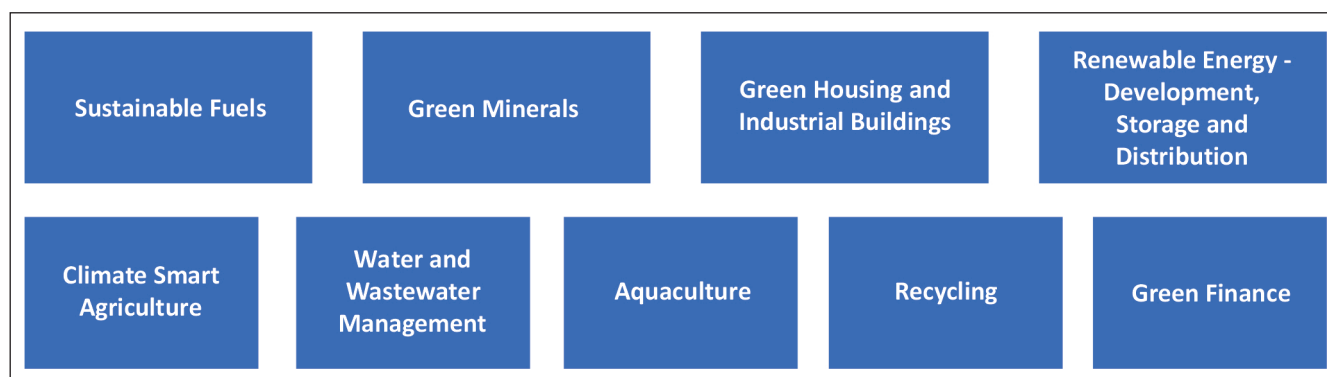 Sustainable Fuels
Green Minerals
Green Housing and
Industrial Buildings
Renewable Energy -
Development,
Storage and
Distribution
Climate Smart
Agriculture
Water and
Wastewater
Management
Aquaculture
Recycling
Green Finance